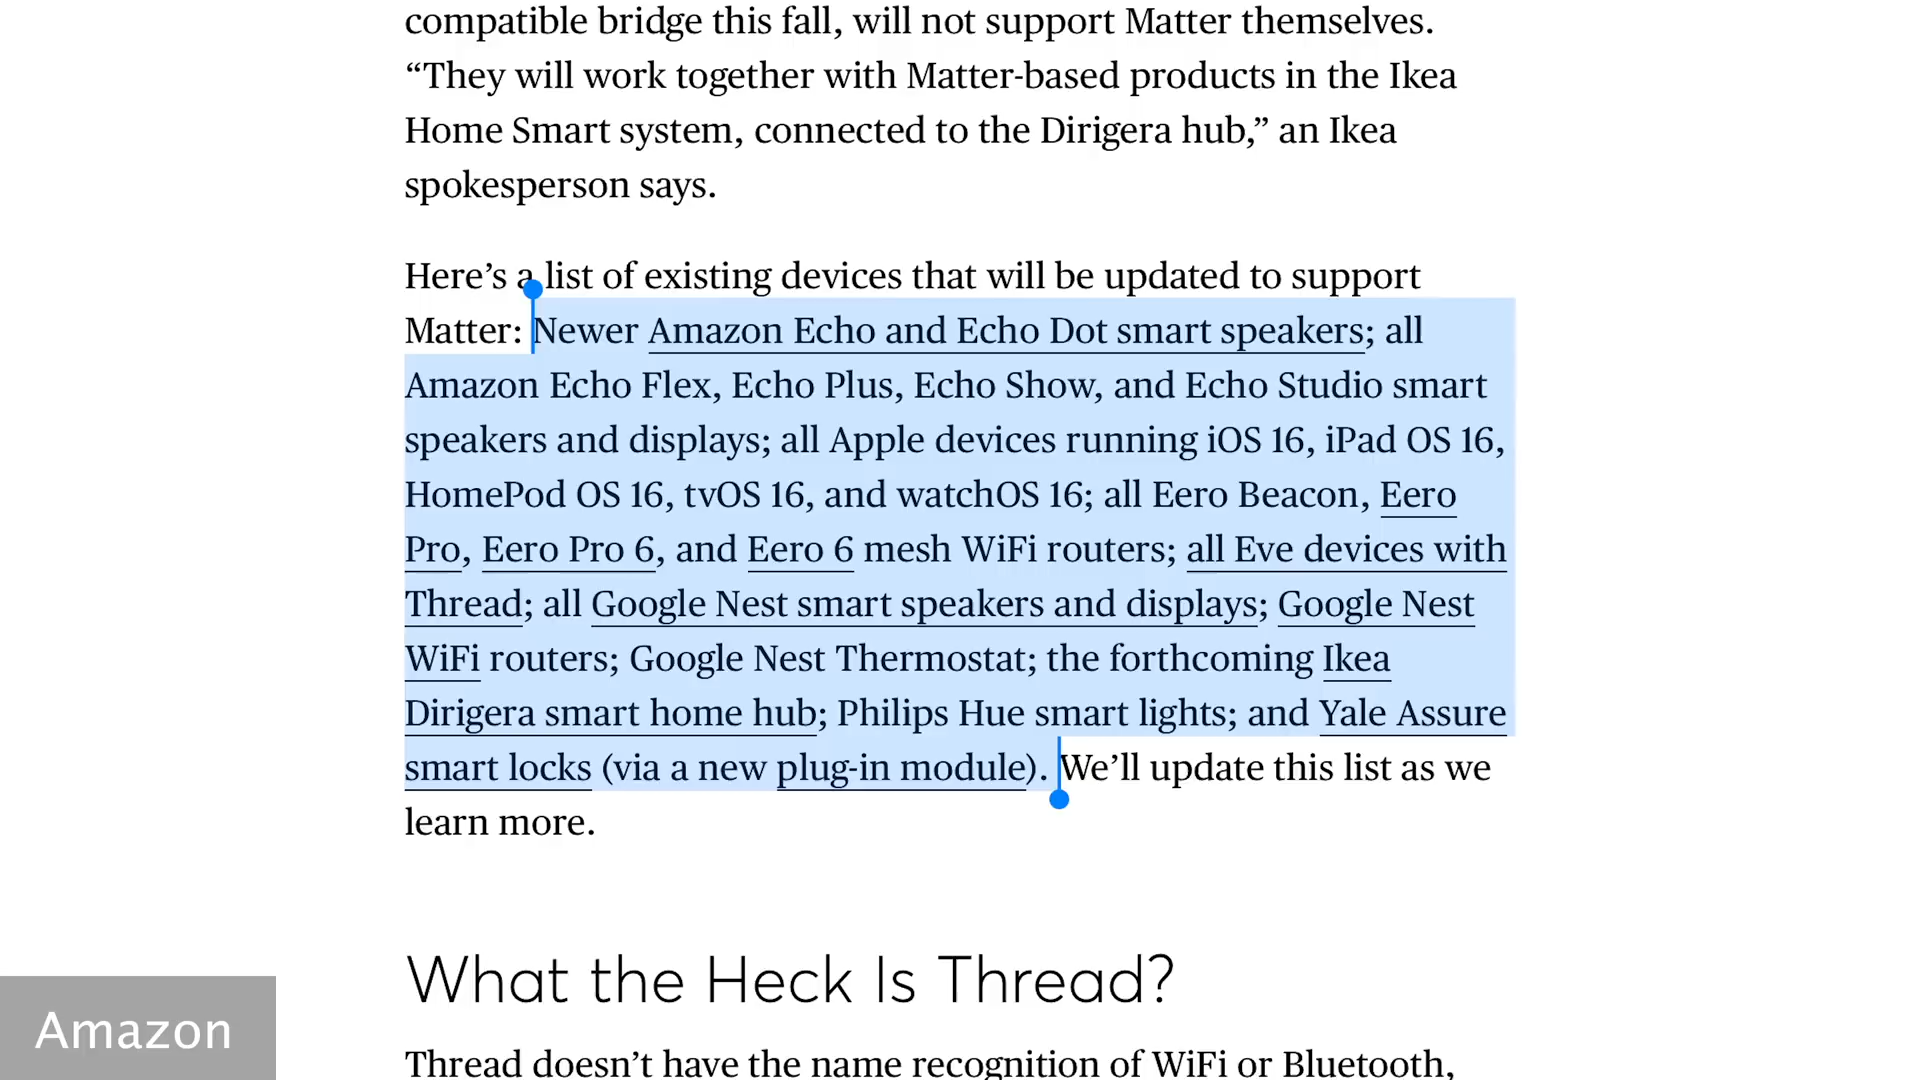 compatible bridge this fall, will not support Matter themselves.
“They will work together with Matter-based products in the Ikea
Home Smart system, connected to the Dirigera hub,” an Ikea
spokesperson says.
Here’s a list of existing devices that will be updated to support
Matter: Newer Amazon Echo and Echo Dot smart speakers; all
Amazon Echo Flex, Echo Plus, Echo Show, and Echo Studio smart
speakers and displays; all Apple devices running iOS 16, iPad OS 16,
HomePod OS 16, tvOS 16, and watchOS 16; all Eero Beacon, Eero
Pro, Eero Pro 6, and Eero 6 mesh WiFi routers; all Eve devices with
Thread; all Google Nest smart speakers and displays; Google Nest
WiFi routers; Google Nest Thermostat; the forthcoming Ikea
Dirigera smart home hub; Philips Hue smart lights; and Yale Assure
smart locks (via a new plug-in module). We’ll update this list as we
learn more.
What the Heck Is Thread?
Amazon
Thread doesn’t have the name recognition of WiFi or Bluetooth,